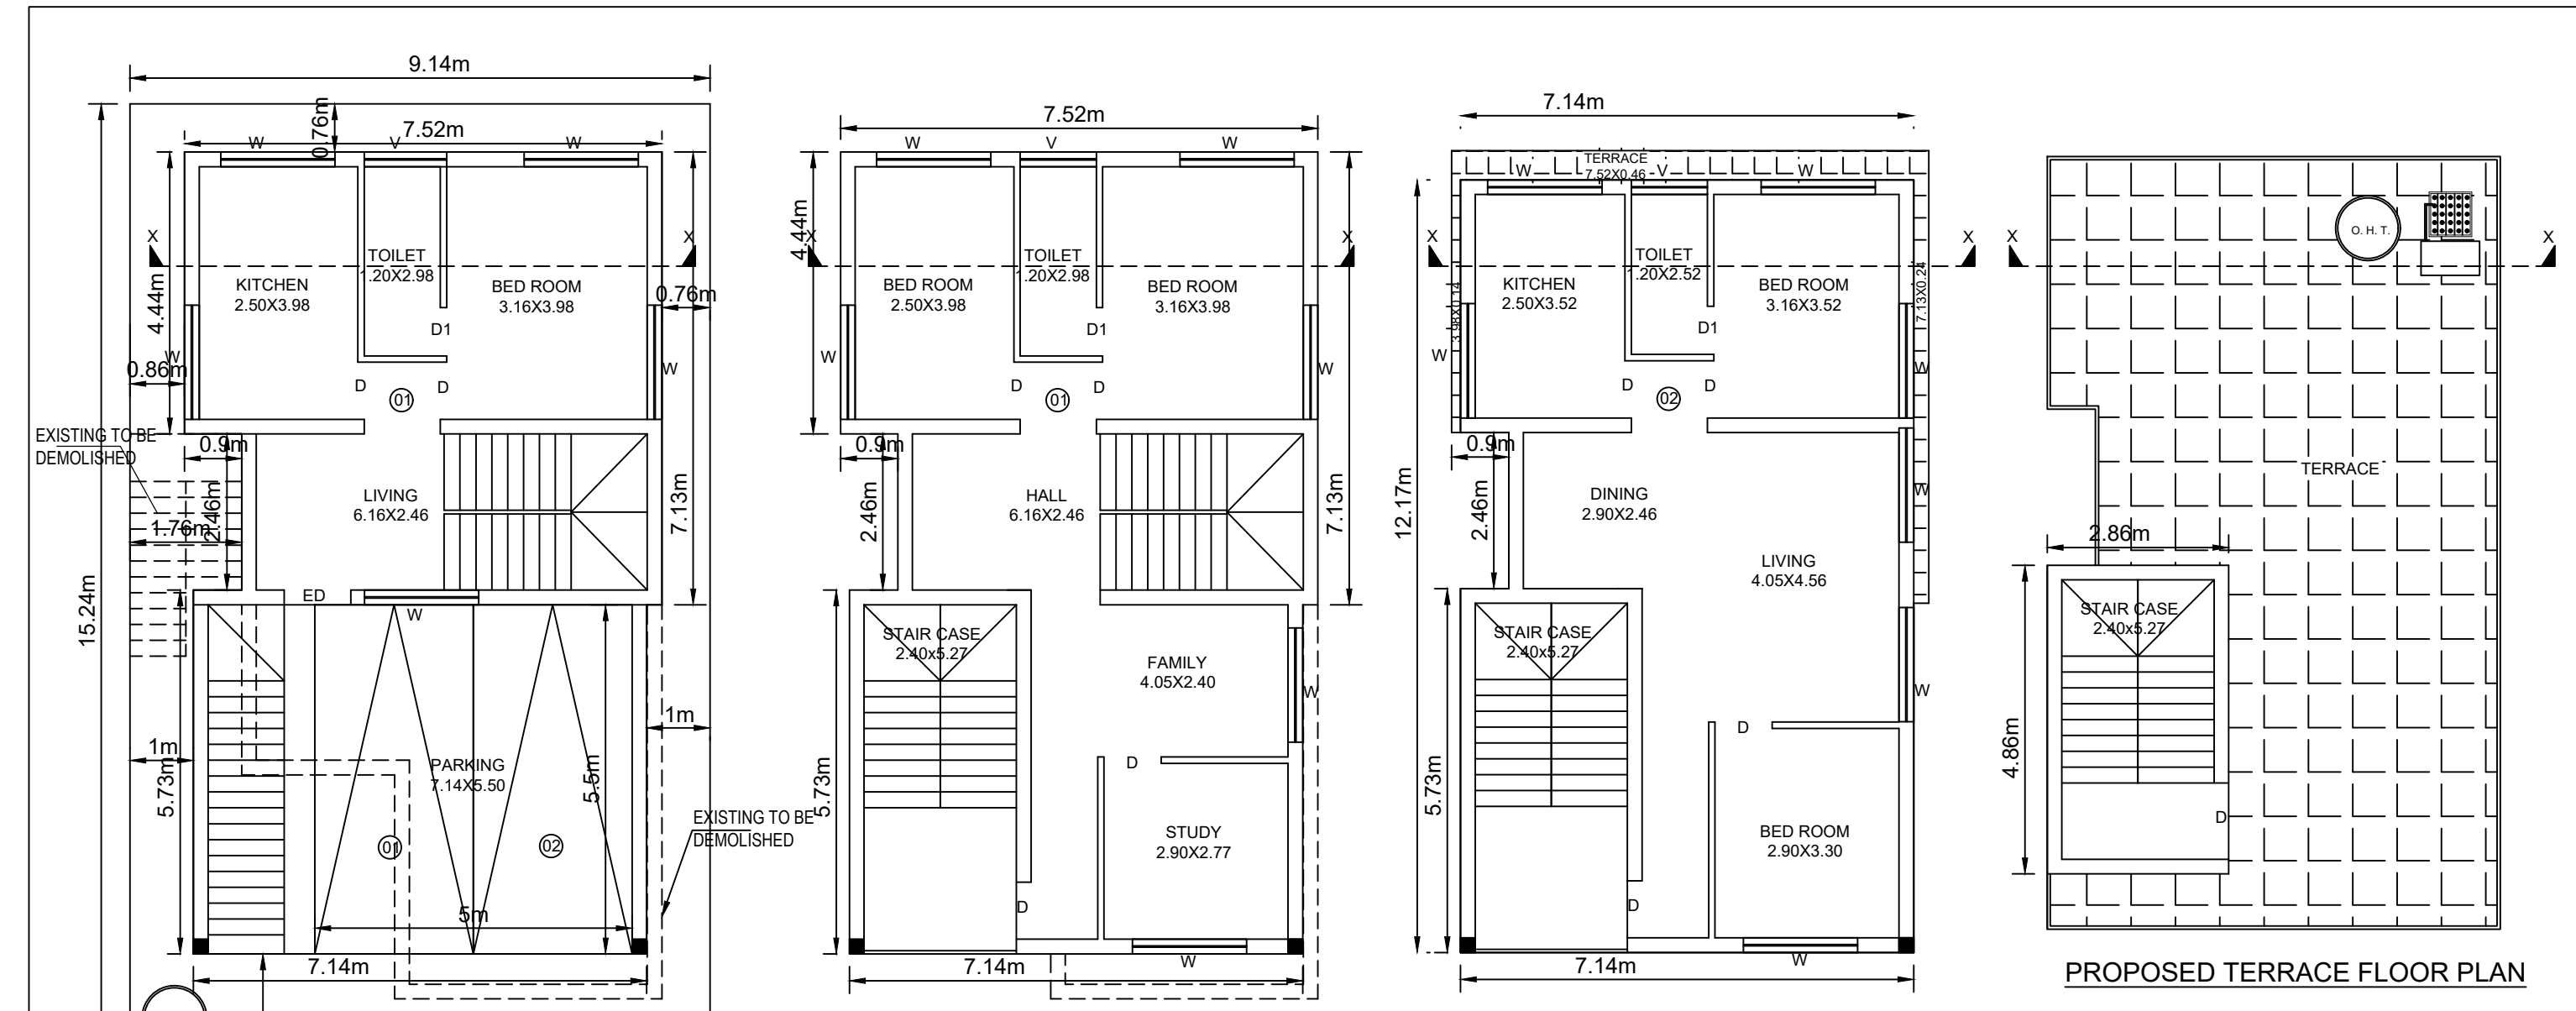 9.14m
0.76m
7.52m
W
V
W
15.24m
4.44m
X
X
TOILET
1.20X2.98
KITCHEN
2.50X3.98
BED ROOM
3.16X3.98
0.76m
D1
W
0.86m
W
D
D
01
EXISTING TO BE
DEMOLISHED
0.9m
2.46m
1.76m
LIVING
6.16X2.46
7.13m
ED
W
1m
1m
5.73m
PARKING
7.14X5.50
5.5m
EXISTING TO BE
DEMOLISHED
01
02
5m
7.14m
7.52m
W
V
W
4.44m
X
X
TOILET
1.20X2.98
BED ROOM
2.50X3.98
BED ROOM
3.16X3.98
D1
W
W
D
D
01
0.9m
2.46m
HALL
6.16X2.46
7.13m
STAIR CASE
2.40x5.27
FAMILY
4.05X2.40
W
5.73m
D
STUDY
2.90X2.77
D
W
7.14m
7.14m
TERRACE
7.52X0.46
W
V
W
X
X
TOILET
1.20X2.52
KITCHEN
2.50X3.52
BED ROOM
3.16X3.52
3.98X0.14
7.13X0.24
D1
W
W
D
D
02
0.9m
2.46m
12.17m
DINING
2.90X2.46
W
LIVING
4.05X4.56
STAIR CASE
2.40x5.27
W
D
5.73m
BED ROOM
2.90X3.30
D
W
7.14m
O. H. T.
X
X
TERRACE
2.86m
STAIR CASE
2.40x5.27
4.86m
D
PROPOSED TERRACE FLOOR PLAN